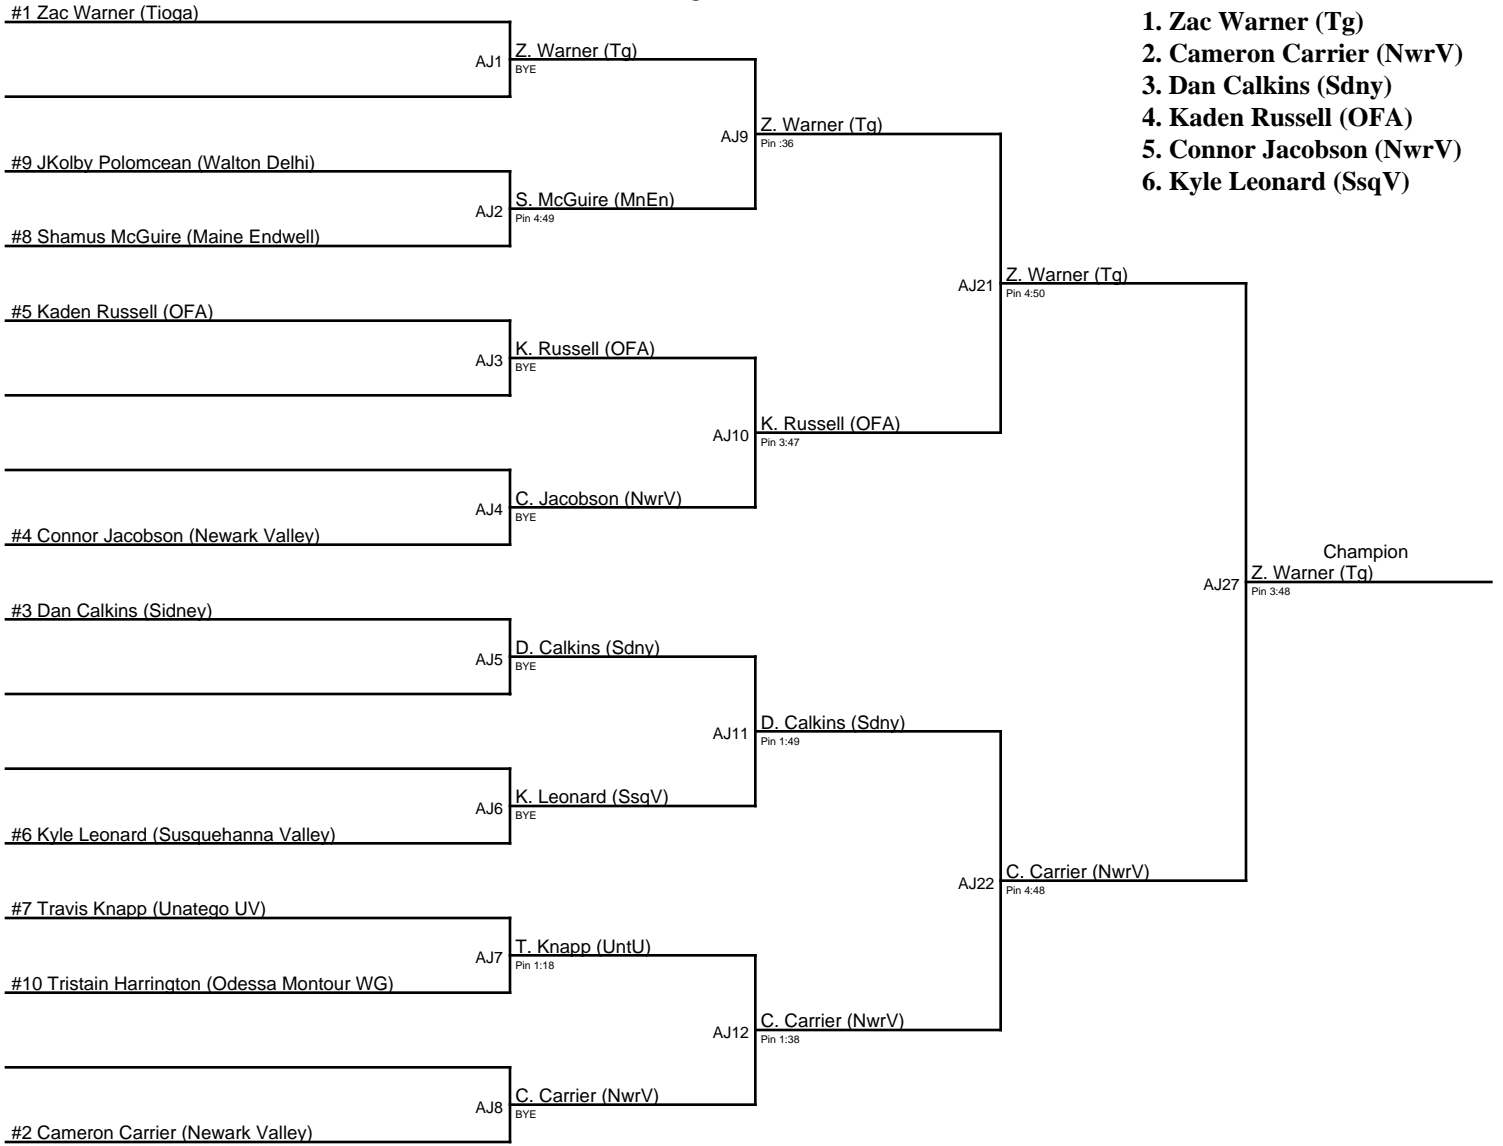 #1 Zac Warner (Tioga)
AJ1
Z. Warner (Tg)
BYE
#9 JKolby Polomcean (Walton Delhi)
AJ2
S. McGuire (MnEn)
Pin 4:49
#8 Shamus McGuire (Maine Endwell)
AJ9
Z. Warner (Tg)
Pin :36
#5 Kaden Russell (OFA)
AJ3
K. Russell (OFA)
BYE
AJ10
K. Russell (OFA)
Pin 3:47
AJ4
C. Jacobson (NwrV)
BYE
#4 Connor Jacobson (Newark Valley)
AJ21
Z. Warner (Tg)
Pin 4:50
#3 Dan Calkins (Sidney)
AJ5
D. Calkins (Sdny)
BYE
AJ11
D. Calkins (Sdny)
Pin 1:49
AJ6
K. Leonard (SsqV)
BYE
#6 Kyle Leonard (Susquehanna Valley)
#7 Travis Knapp (Unatego UV)
AJ7
T. Knapp (UntU)
Pin 1:18
#10 Tristain Harrington (Odessa Montour WG)
AJ12
C. Carrier (NwrV)
Pin 1:38
AJ8
C. Carrier (NwrV)
BYE
#2 Cameron Carrier (Newark Valley)
AJ22
C. Carrier (NwrV)
Pin 4:48
Champion
AJ27
Z. Warner (Tg)
Pin 3:48
1. Zac Warner (Tg)
2. Cameron Carrier (NwrV)
3. Dan Calkins (Sdny)
4. Kaden Russell (OFA)
5. Connor Jacobson (NwrV)
6. Kyle Leonard (SsqV)